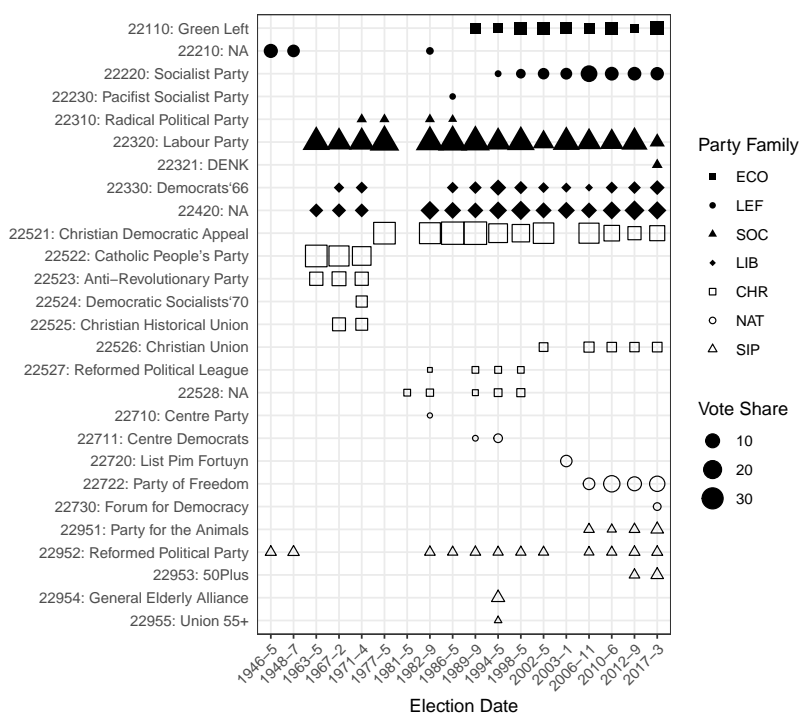 22110: Green Left
22210: NA
22220: Socialist Party
22230: Pacifist Socialist Party
22310: Radical Political Party
22320: Labour Party
22321: DENK
22330: Democrats‘66
22420: NA
22521: Christian Democratic Appeal
22522: Catholic People’s Party
22523: Anti−Revolutionary Party
22524: Democratic Socialists‘70
22525: Christian Historical Union
22526: Christian Union
22527: Reformed Political League
22528: NA
22710: Centre Party
22711: Centre Democrats
22720: List Pim Fortuyn
22722: Party of Freedom
22730: Forum for Democracy
22951: Party for the Animals
22952: Reformed Political Party
22953: 50Plus
22954: General Elderly Alliance
22955: Union 55+
1946−5
1948−7
1963−5
1967−2
1971−4
1977−5
1981−5
1982−9
1986−5
1989−9
1994−5
1998−5
2002−5
2003−1
2006−11
2010−6
2012−9
2017−3
Election Date
Party Family
ECO
LEF
SOC
LIB
CHR
NAT
SIP
Vote Share
10
20
30